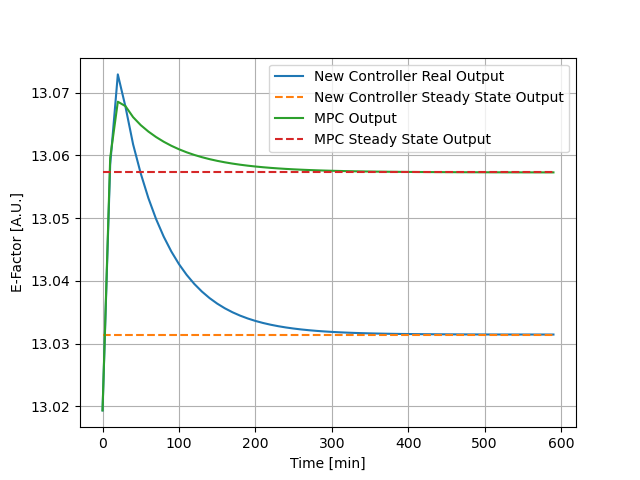 New Controller Real Output
New Controller Steady State Output
MPC Output
MPC Steady State Output
13.07
13.06
13.05
13.04
13.03
13.02
E-Factor [A.U.]
0 100 200 300 400 500 600
Time [min]